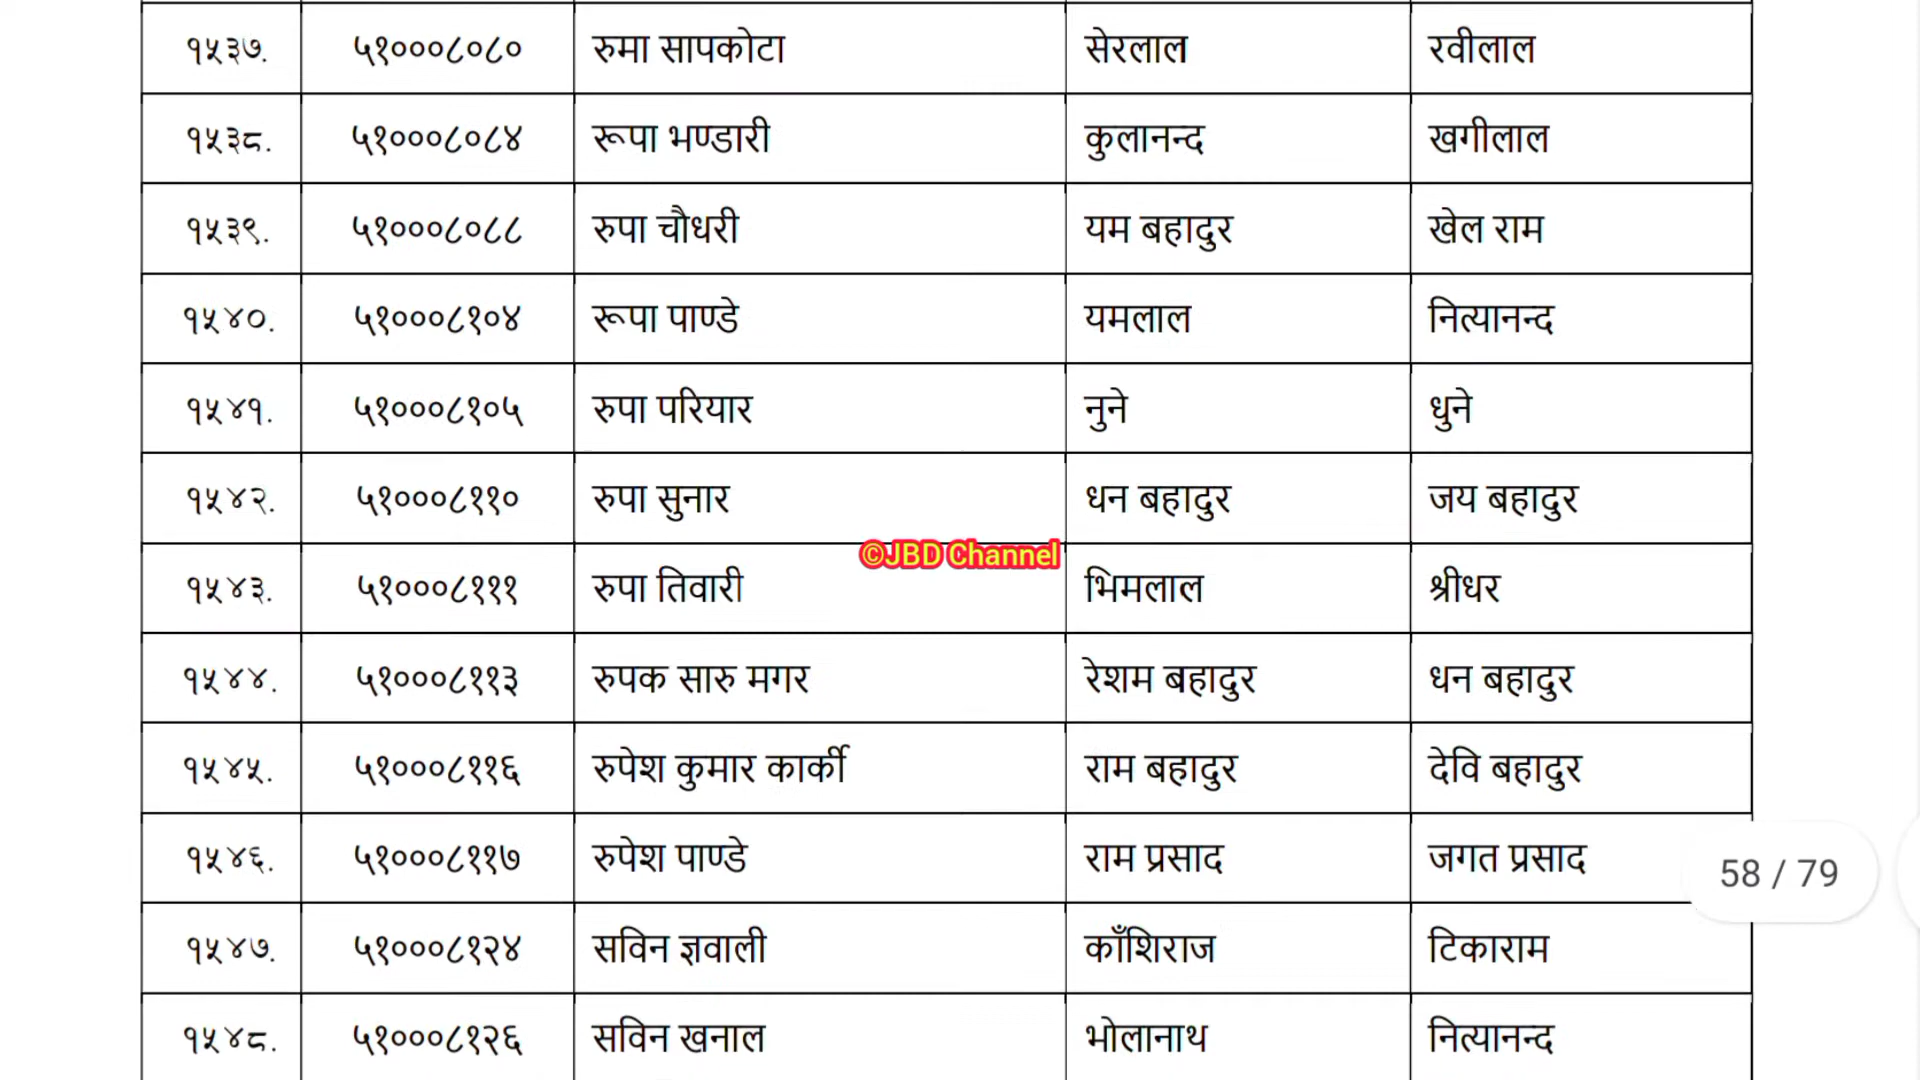 १५३७. ५१०००८०८० रुमा सापकोटा सेरलाल रवीलाल
१५३८. ५१०००८०८४ रूपा भण्डारी कुलानन्द खगीलाल
१५३९. ५१०००८०८८ रुपा चौधरी यम बहादुर खेल राम
१५४०. ५१०००८१०४ रूपा पाण्डे यमलाल नित्यानन्द
१५४१. ५१०००८१०५ रुपा परियार नुने धुने
१५४२. ५१०००८११० रुपा सुनार धन बहादुर जय बहादुर
©JBD Channel
१५४३. ५१०००८१११ रुपा तिवारी भिमलाल श्रीधर
१५४४. ५१०००८११३ रुपक सारु मगर रेशम बहादुर धन बहादुर
१५४५. ५१०००८११६ रुपेश कुमार कार्की राम बहादुर देवि बहादुर
१५४६. ५१०००८११७ रुपेश पाण्डे राम प्रसाद जगत प्रसाद
58 / 79
१५४७. ५१०००८१२४ सविन ज्ञवाली काँशिराज टिकाराम
१५४८. ५१०००८१२६ सविन खनाल भोलानाथ नित्यानन्द